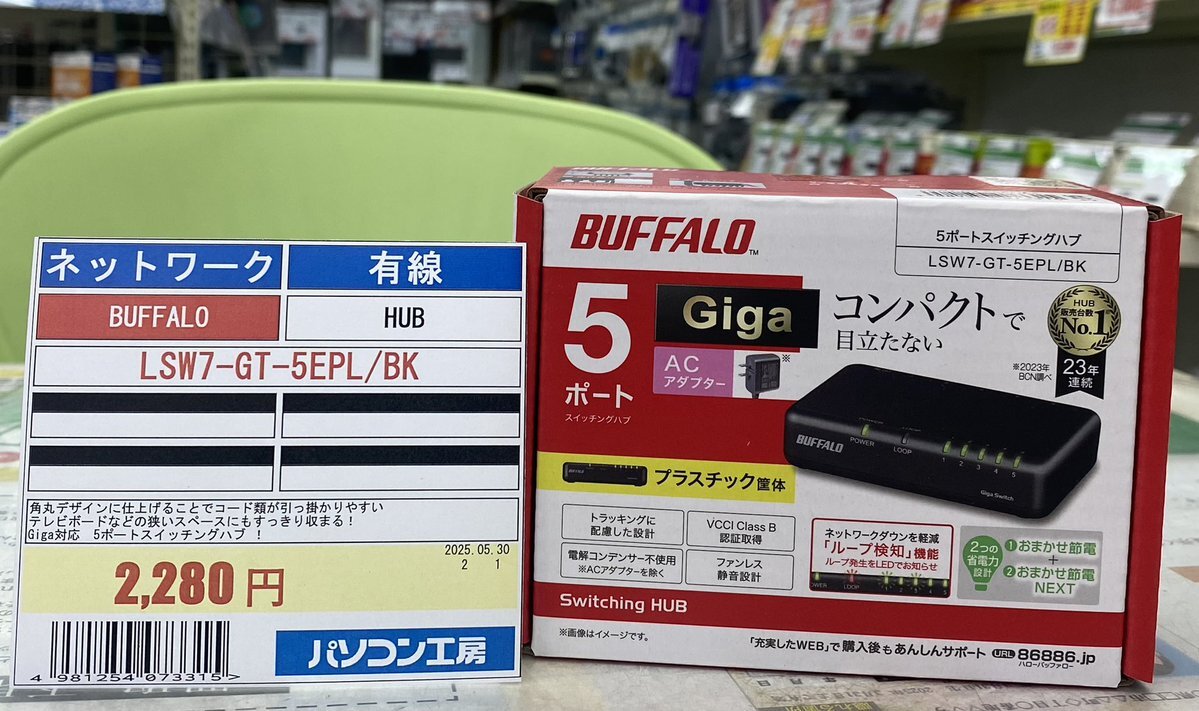 ネットワーク 有線
BUFFALO HUB
LSW7-GT-5EPL/BK
角丸デザインに仕上げることでコード類が引っ掛かりやすい
テレビボードなどの狭いスペースにもすっきり収まる!
Giga対応 5ポートスイッチングハブ !
2025.05.30
2 1
2,280円
4 981254 073315>
パソコン工房
BUFFALO™
5ポートスイッチングハブ
LSW7-GT-5EPL/BK
5
ポート
スイッチングハブ
Giga
AC
アダプター
※
コンパクトで
目立たない
HUB
販売台数
No.1
23年
連続
※2023年
BCN調べ
BUFFALO
POWER
LOOP
1 2 3 4 5
Giga Switch
プラスチック筐体
トラッキングに
配慮した設計
VCCI Class B
認証取得
電解コンデンサー不使用
※ACアダプターを除く
ファンレス
静音設計
ネットワークダウンを軽減
「ループ検知」機能
ループ発生をLEDでお知らせ
LOOP
2つの
省電力
設計
1 おまかせ節電
+
2 おまかせ節電
NEXT
Switching HUB
※画像はイメージです。
「充実したWEB」で購入後もあんしんサポート URL 86886.jp
ハローバッファロー